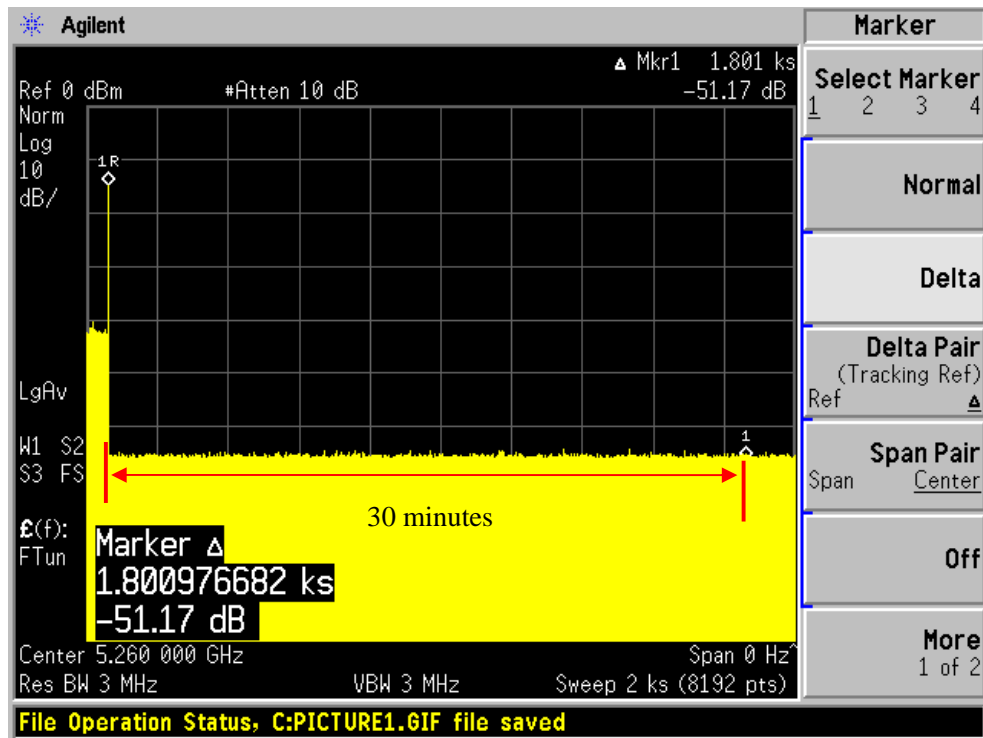 Agilent
Marker
Δ Mkr1 1.801 ks
Ref 0 dBm #Atten 10 dB -51.17 dB
Norm
Log
10
dB/
1R
LgAv
W1 S2
S3 FS
1
30 minutes
£(f):
FTun
Marker Δ
1.800976682 ks
-51.17 dB
Center 5.260 000 GHz Span 0 Hz^
Res BW 3 MHz VBW 3 MHz Sweep 2 ks (8192 pts)
File Operation Status, C:PICTURE1.GIF file saved
Select Marker
1 2 3 4
Normal
Delta
Delta Pair
(Tracking Ref)
Ref Δ
Span Pair
Span Center
Off
More
1 of 2